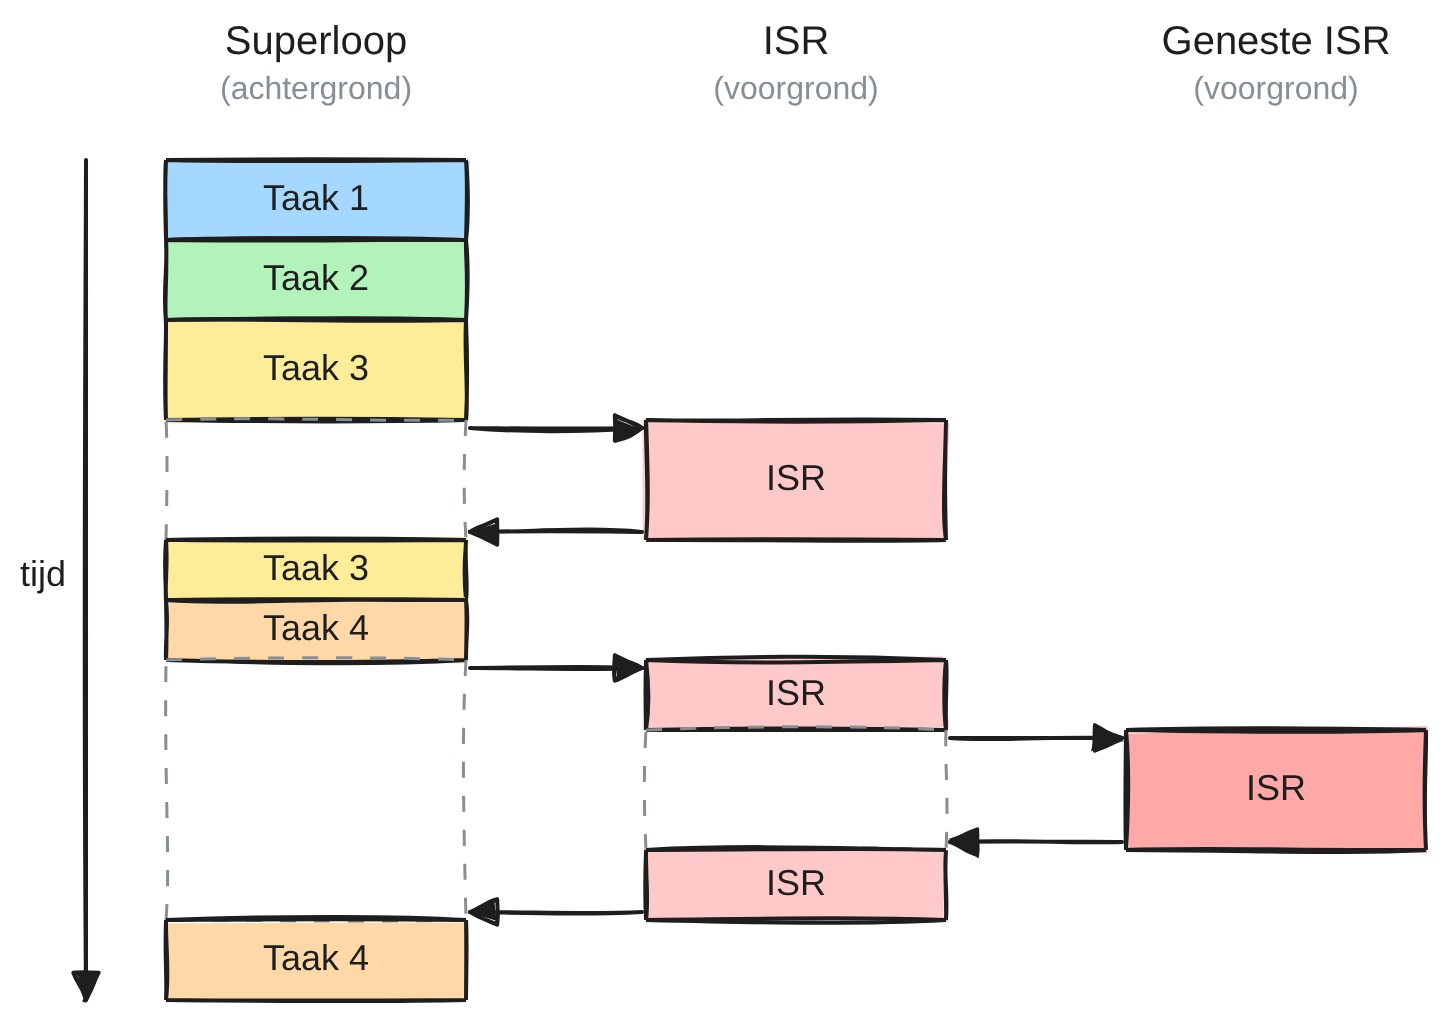 Superloop
(achtergrond)
ISR
(voorgrond)
Geneste ISR
(voorgrond)
Taak 1
Taak 2
Taak 3
ISR
tijd
Taak 3
Taak 4
ISR
ISR
ISR
Taak 4